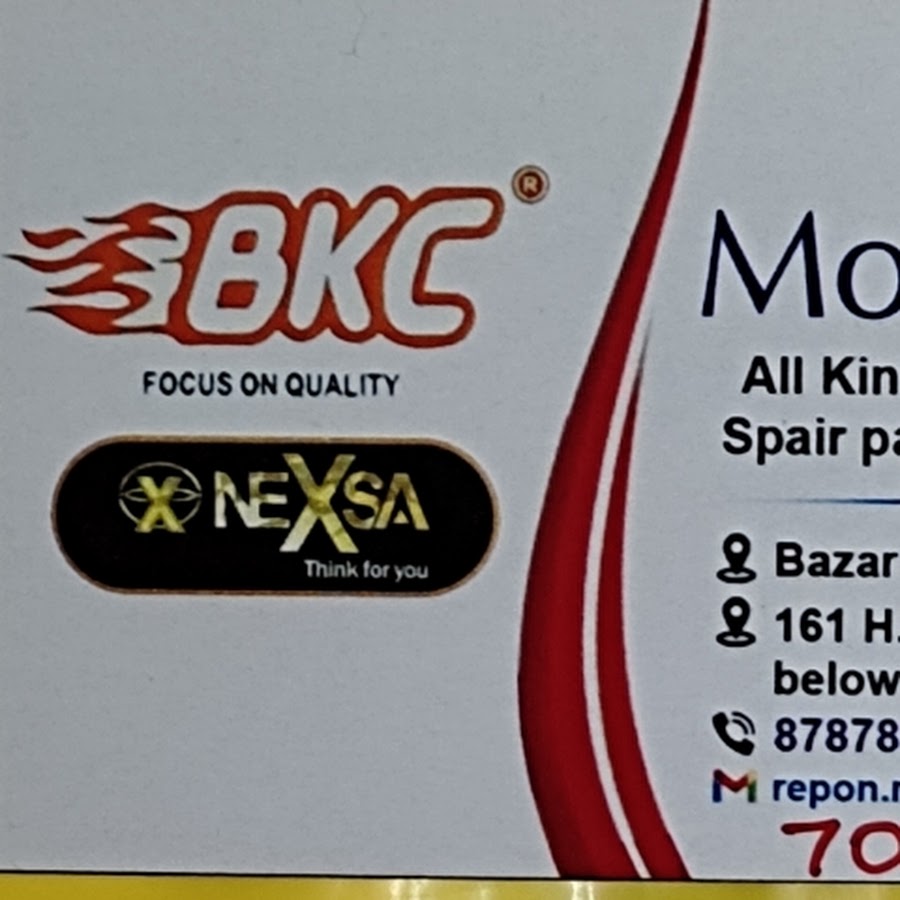 BKC ®
FOCUS ON QUALITY
X NEXSA
Think for you
Mo
All Kin
Spair pa
Bazar
161 H.
below
87878
repon.r
70